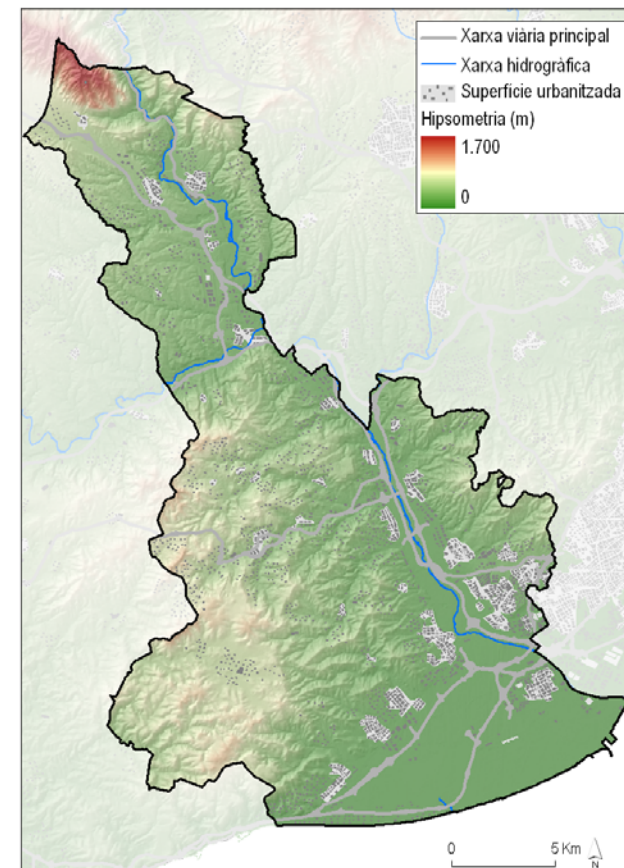 Xarxa viària principal
Xarxa hidrogràfica
Superfície urbanitzada
Hipsometria (m)
1.700
0
0 5 Km
N